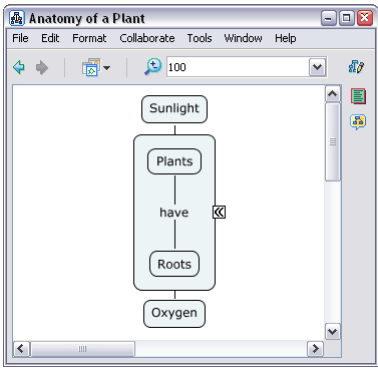 Anatomy of a Plant
File Edit Format Collaborate Tools Window Help
100
Sunlight
Plants
have
Roots
Oxygen